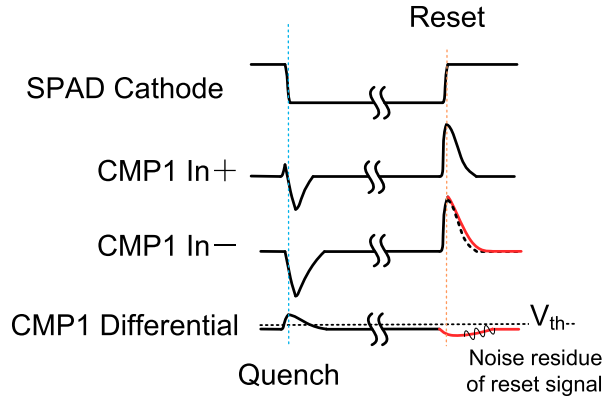 Reset
SPAD Cathode
CMP1 In+
CMP1 In−
CMP1 Differential
Vth--
Noise residue
of reset signal
Quench